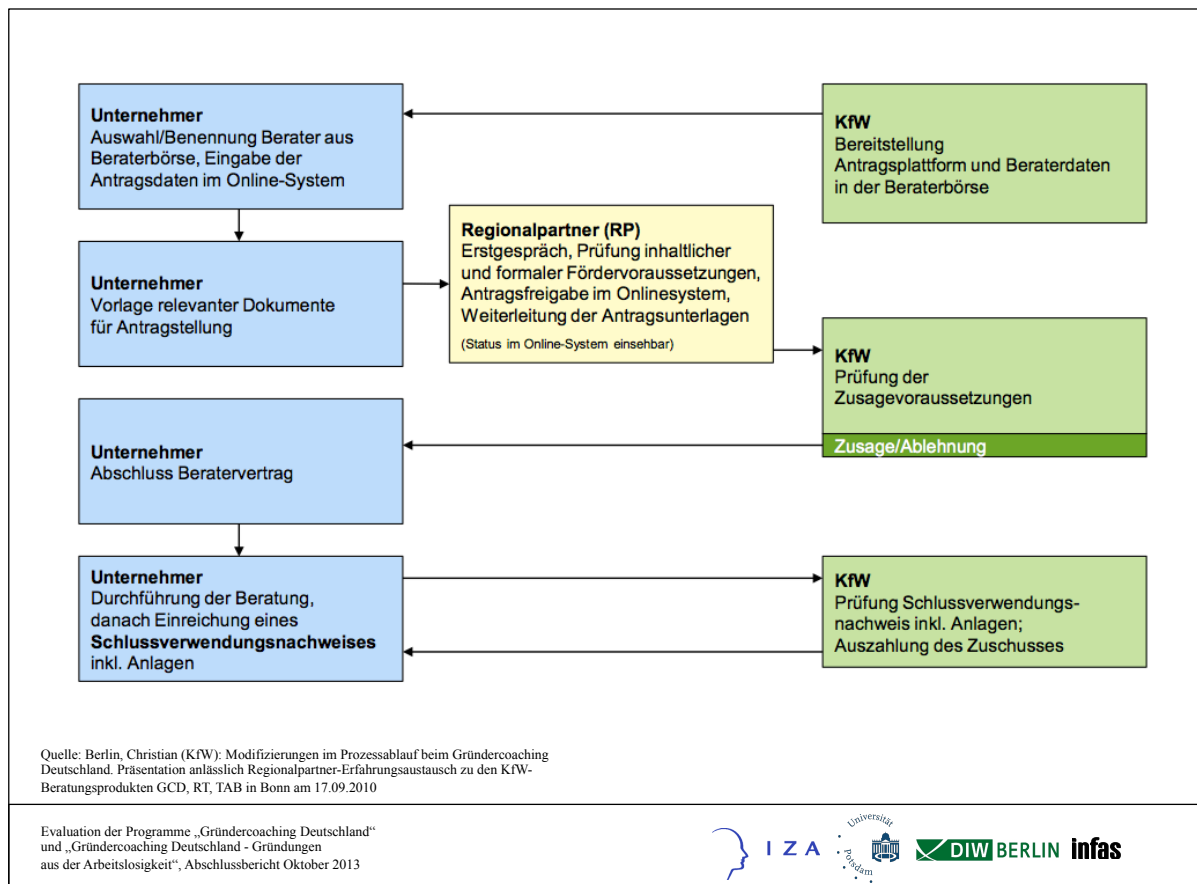 Unternehmer
Auswahl/Benennung Berater aus
Beraterbörse, Eingabe der
Antragsdaten im Online-System
KfW
Bereitstellung
Antragsplattform und Beraterdaten
in der Beraterbörse
Unternehmer
Vorlage relevanter Dokumente
für Antragstellung
Regionalpartner (RP)
Erstgespräch, Prüfung inhaltlicher
und formaler Fördervoraussetzungen,
Antragsfreigabe im Onlinesystem,
Weiterleitung der Antragsunterlagen
(Status im Online-System einsehbar)
KfW
Prüfung der
Zusagevoraussetzungen
Zusage/Ablehnung
Unternehmer
Abschluss Beratervertrag
Unternehmer
Durchführung der Beratung,
danach Einreichung eines
Schlussverwendungsnachweises
inkl. Anlagen
KfW
Prüfung Schlussverwendungs-
nachweis inkl. Anlagen;
Auszahlung des Zuschusses
Quelle: Berlin, Christian (KfW): Modifizierungen im Prozessablauf beim Gründercoaching
Deutschland. Präsentation anlässlich Regionalpartner-Erfahrungsaustausch zu den KfW-
Beratungsprodukten GCD, RT, TAB in Bonn am 17.09.2010
Evaluation der Programme „Gründercoaching Deutschland“
und „Gründercoaching Deutschland - Gründungen
aus der Arbeitslosigkeit“, Abschlussbericht Oktober 2013
I Z A
Universität
Potsdam
DIW BERLIN
infas